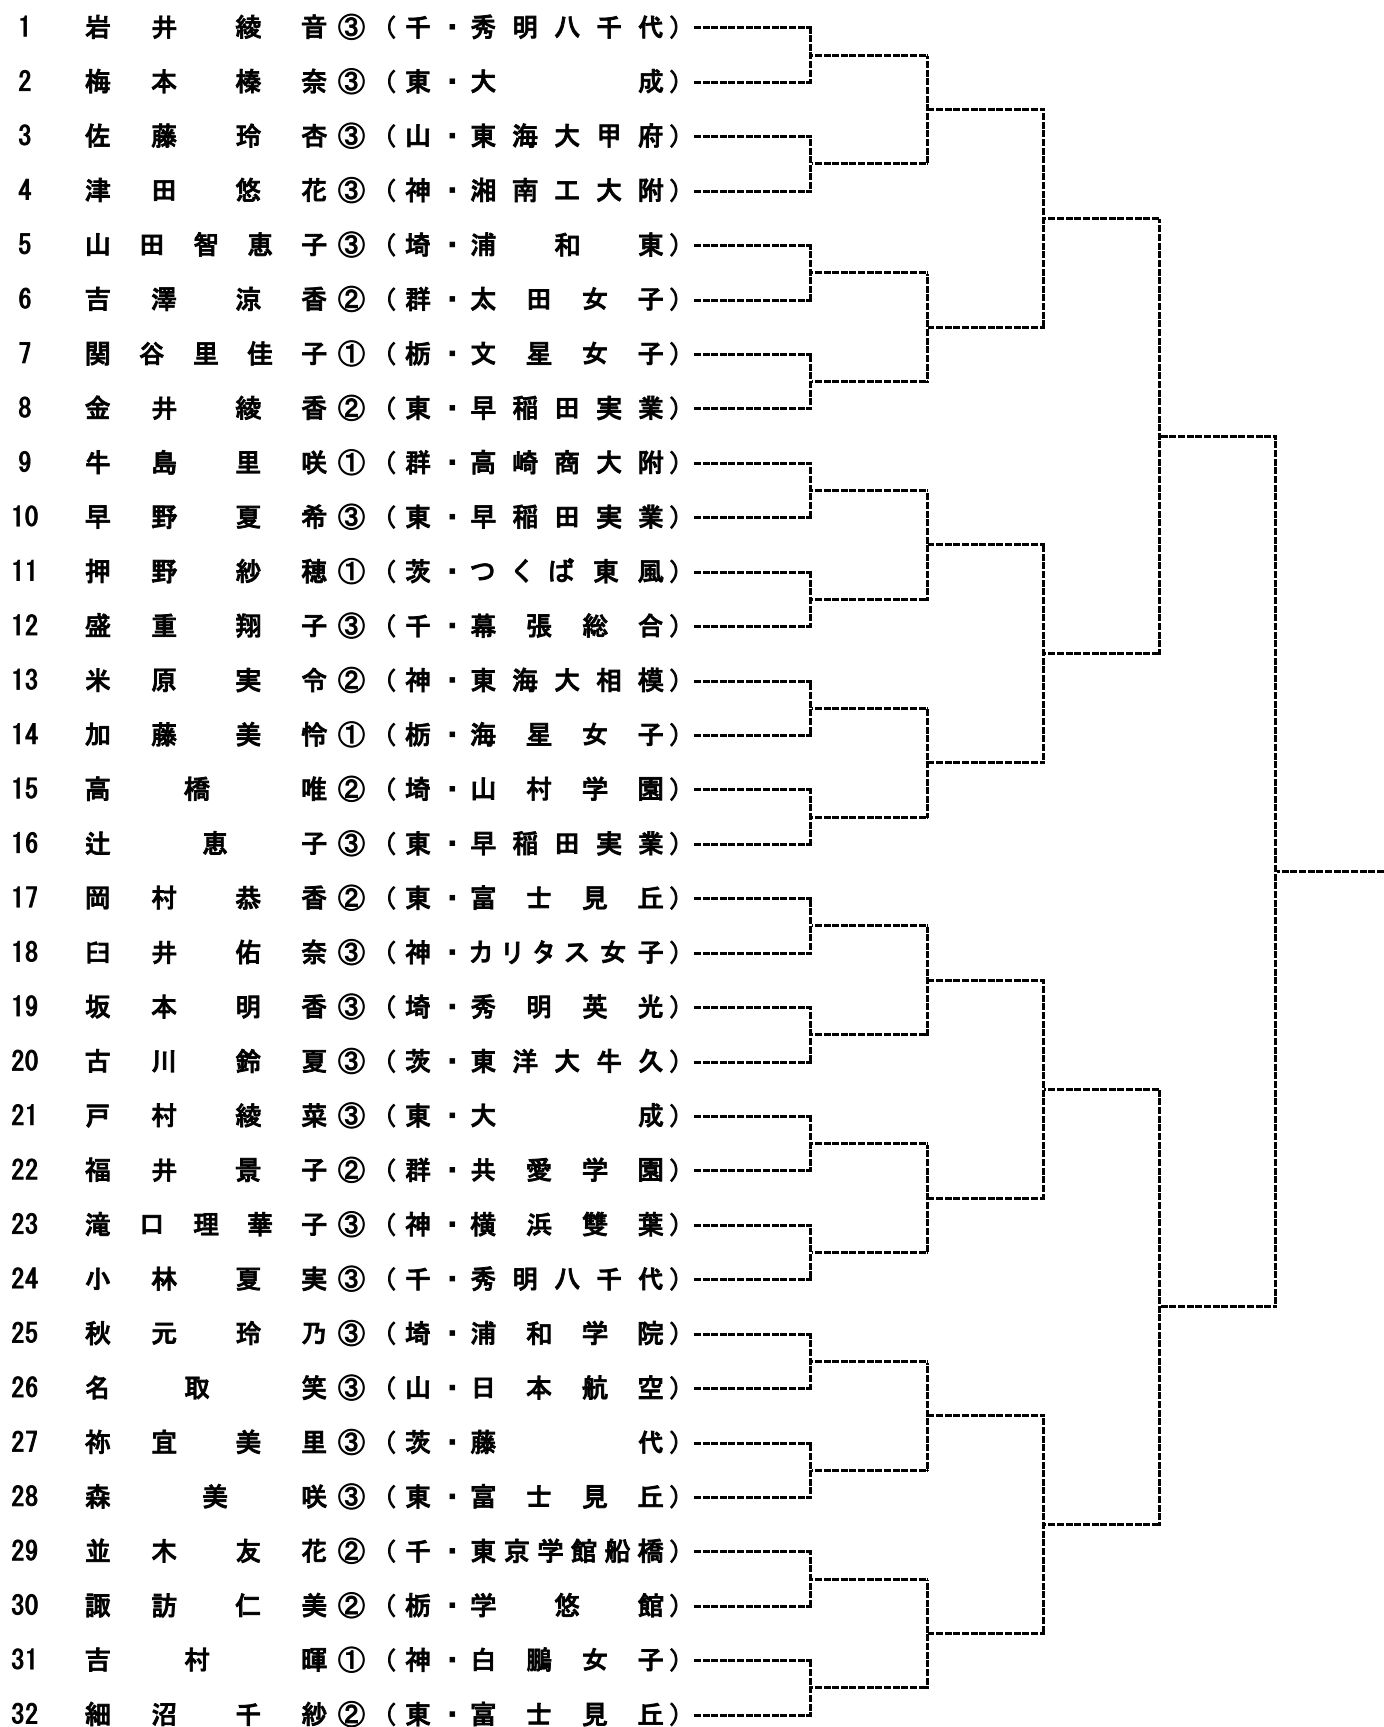 1 岩井綾音③（千・秀明八千代）
2 梅本榛奈③（東・大成）
3 佐藤玲杏③（山・東海大甲府）
4 津田悠花③（神・湘南工大附）
5 山田智恵子③（埼・浦和東）
6 吉澤涼香②（群・太田女子）
7 関谷里佳子①（栃・文星女子）
8 金井綾香②（東・早稲田実業）
9 牛島里咲①（群・高崎商大附）
10 早野夏希③（東・早稲田実業）
11 押野紗穂①（茨・つくば東風）
12 盛重翔子③（千・幕張総合）
13 米原実令②（神・東海大相模）
14 加藤美怜①（栃・海星女子）
15 高橋唯②（埼・山村学園）
16 辻恵子③（東・早稲田実業）
17 岡村恭香②（東・富士見丘）
18 臼井佑奈③（神・カリタス女子）
19 坂本明香③（埼・秀明英光）
20 古川鈴夏③（茨・東洋大牛久）
21 戸村綾菜③（東・大成）
22 福井景子②（群・共愛学園）
23 滝口理華子③（神・横浜雙葉）
24 小林夏実③（千・秀明八千代）
25 秋元玲乃③（埼・浦和学院）
26 名取笑③（山・日本航空）
27 祢宜美里③（茨・藤代）
28 森美咲③（東・富士見丘）
29 並木友花②（千・東京学館船橋）
30 諏訪仁美②（栃・学悠館）
31 吉村暉①（神・白鵬女子）
32 細沼千紗②（東・富士見丘）